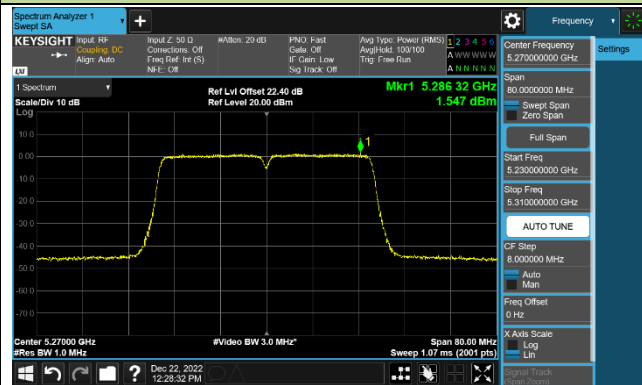 Spectrum Analyzer 1
Swept SA
Frequency
KEYSIGHT
Input: RF
Coupling: DC
Align: Auto
Input Z: 50 Ω
Corrections: Off
Freq Ref: Int (S)
NFE: Off
#Atten: 20 dB
PNO: Fast
Gate: Off
IF Gain: Low
Sig Track: Off
Avg Type: Power (RMS)
Avg|Hold: 100/100
Trig: Free Run
1 2 3 4 5 6
A W W W W W
A N N N N N
LXI
1 Spectrum
Scale/Div 10 dB
Ref Lvl Offset 22.40 dB
Ref Level 20.00 dBm
Mkr1 5.286 32 GHz
1.547 dBm
Log
10.0
0.00
-10.0
-20.0
-30.0
-40.0
-50.0
-60.0
-70.0
1
Center 5.27000 GHz
#Res BW 1.0 MHz
#Video BW 3.0 MHz*
Span 80.00 MHz
Sweep 1.07 ms (2001 pts)
Dec 22, 2022
12:28:32 PM
Center Frequency
5.270000000 GHz
Settings
Span
80.0000000 MHz
Swept Span
Zero Span
Full Span
Start Freq
5.230000000 GHz
Stop Freq
5.310000000 GHz
AUTO TUNE
CF Step
8.000000 MHz
Auto
Man
Freq Offset
0 Hz
X Axis Scale
Log
Lin
Signal Track
(Span Zoom)